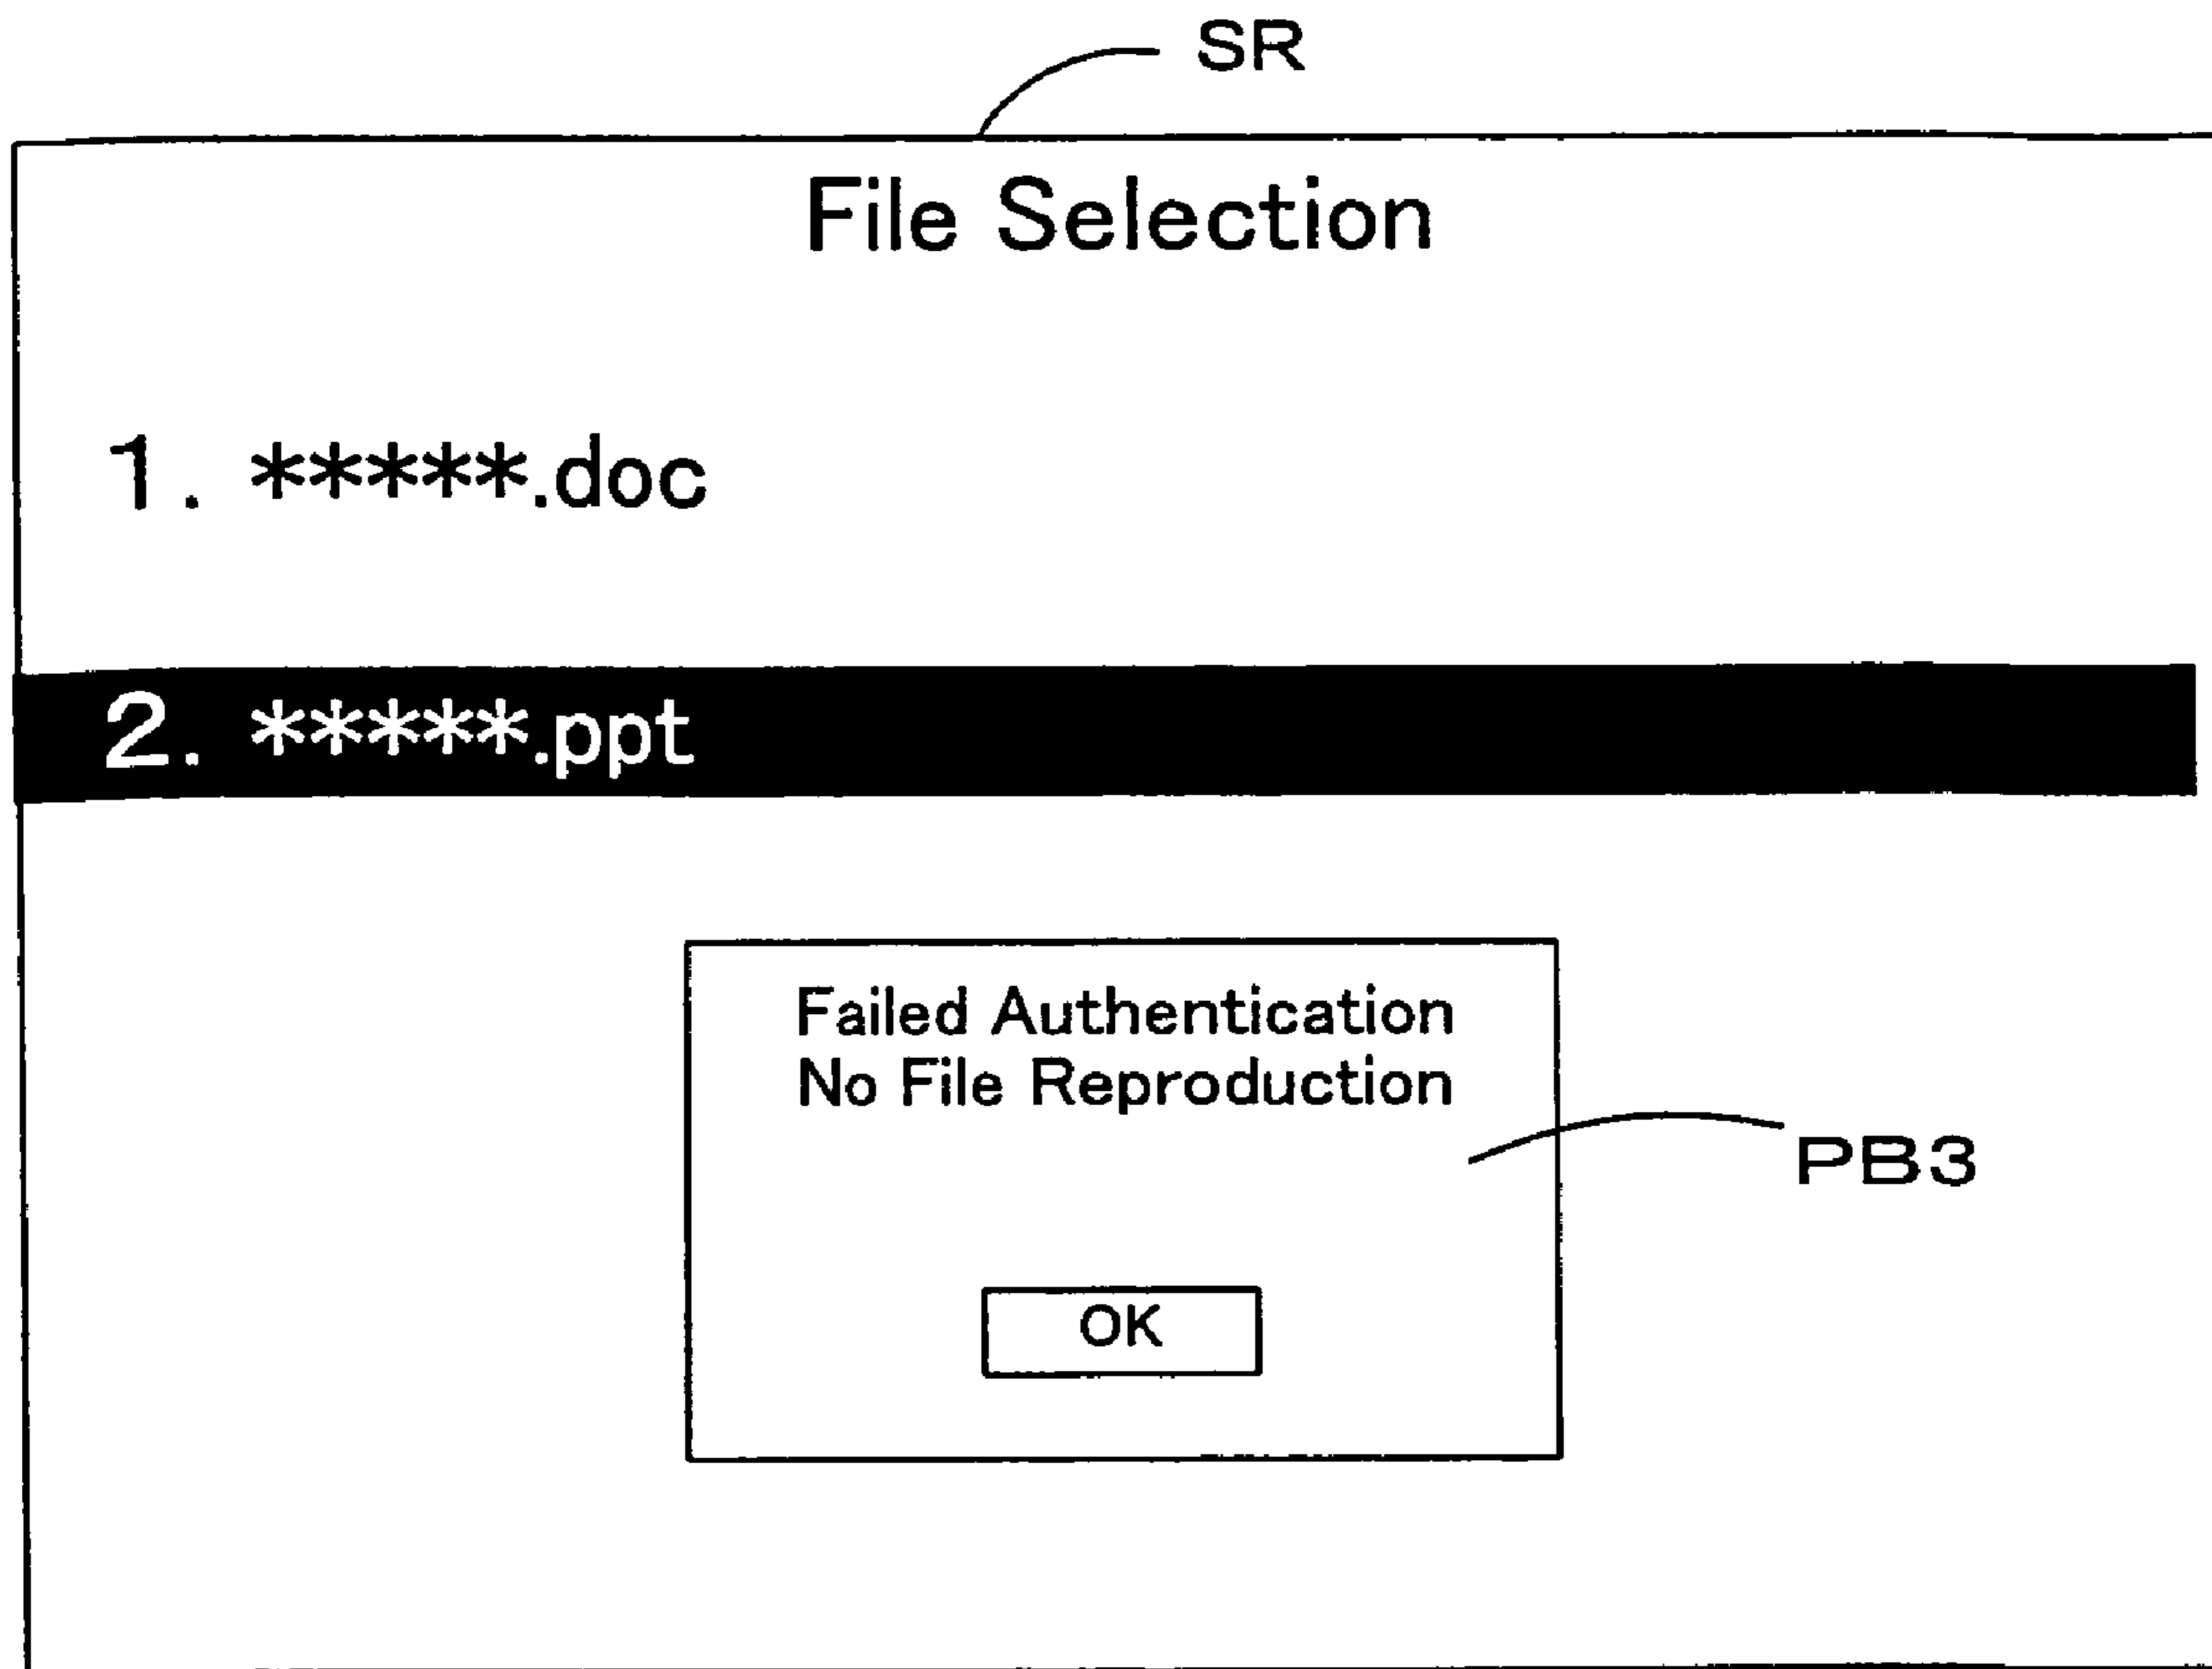 SR
File Selection
1. *****.doc
2. *****.ppt
Failed Authentication
No File Reproduction
PB3
OK